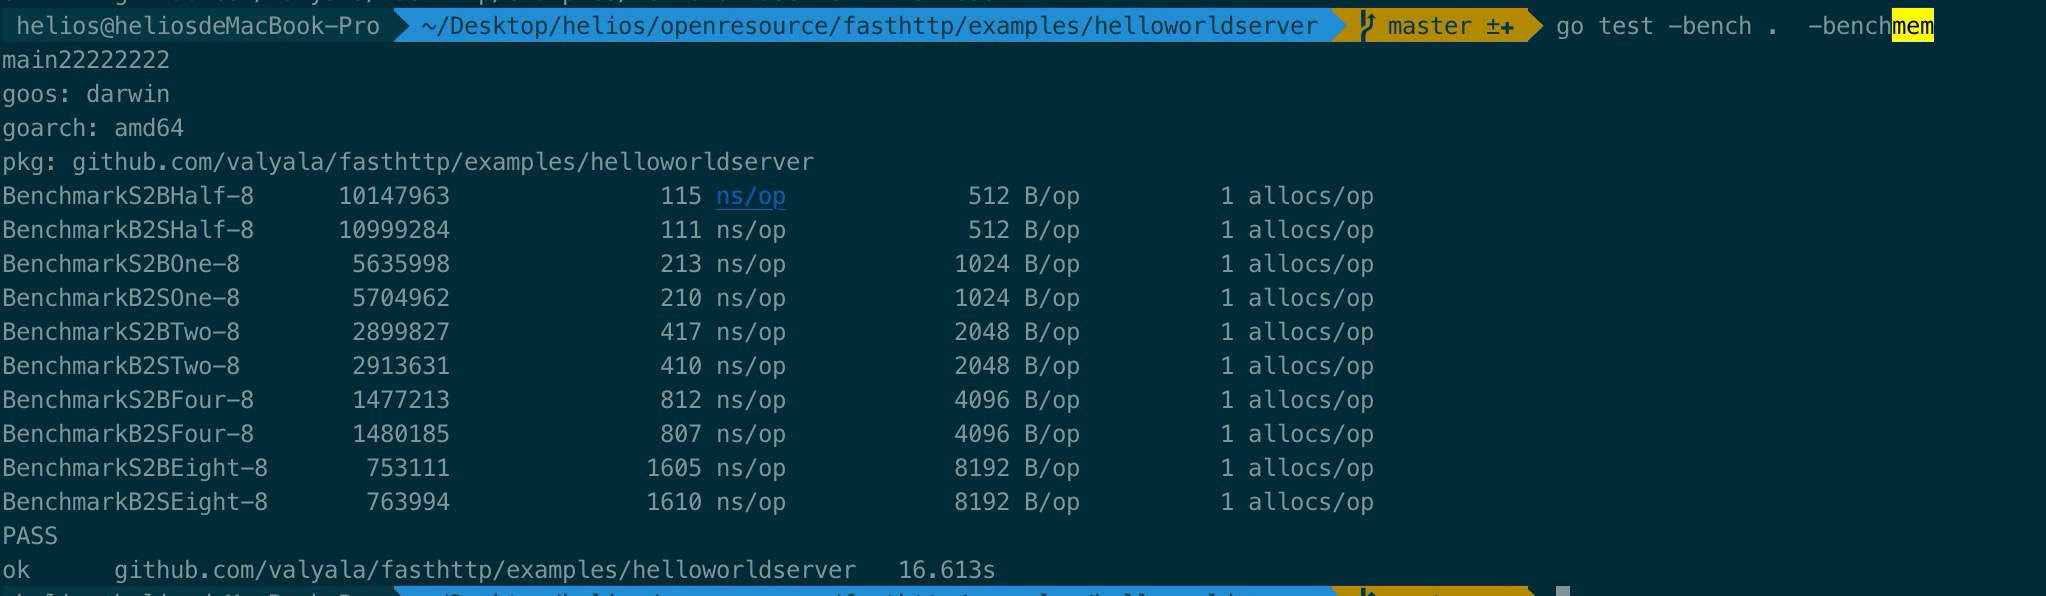 helios@heliosdeMacBook-Pro ~/Desktop/helios/openresource/fasthttp/examples/helloworldserver master ±✚ go test -bench . -benchmem
main22222222
goos: darwin
goarch: amd64
pkg: github.com/valyala/fasthttp/examples/helloworldserver
BenchmarkS2BHalf-8 10147963 115 ns/op 512 B/op 1 allocs/op
BenchmarkB2SHalf-8 10999284 111 ns/op 512 B/op 1 allocs/op
BenchmarkS2BOne-8 5635998 213 ns/op 1024 B/op 1 allocs/op
BenchmarkB2SOne-8 5704962 210 ns/op 1024 B/op 1 allocs/op
BenchmarkS2BTwo-8 2899827 417 ns/op 2048 B/op 1 allocs/op
BenchmarkB2STwo-8 2913631 410 ns/op 2048 B/op 1 allocs/op
BenchmarkS2BFour-8 1477213 812 ns/op 4096 B/op 1 allocs/op
BenchmarkB2SFour-8 1480185 807 ns/op 4096 B/op 1 allocs/op
BenchmarkS2BEight-8 753111 1605 ns/op 8192 B/op 1 allocs/op
BenchmarkB2SEight-8 763994 1610 ns/op 8192 B/op 1 allocs/op
PASS
ok github.com/valyala/fasthttp/examples/helloworldserver 16.613s